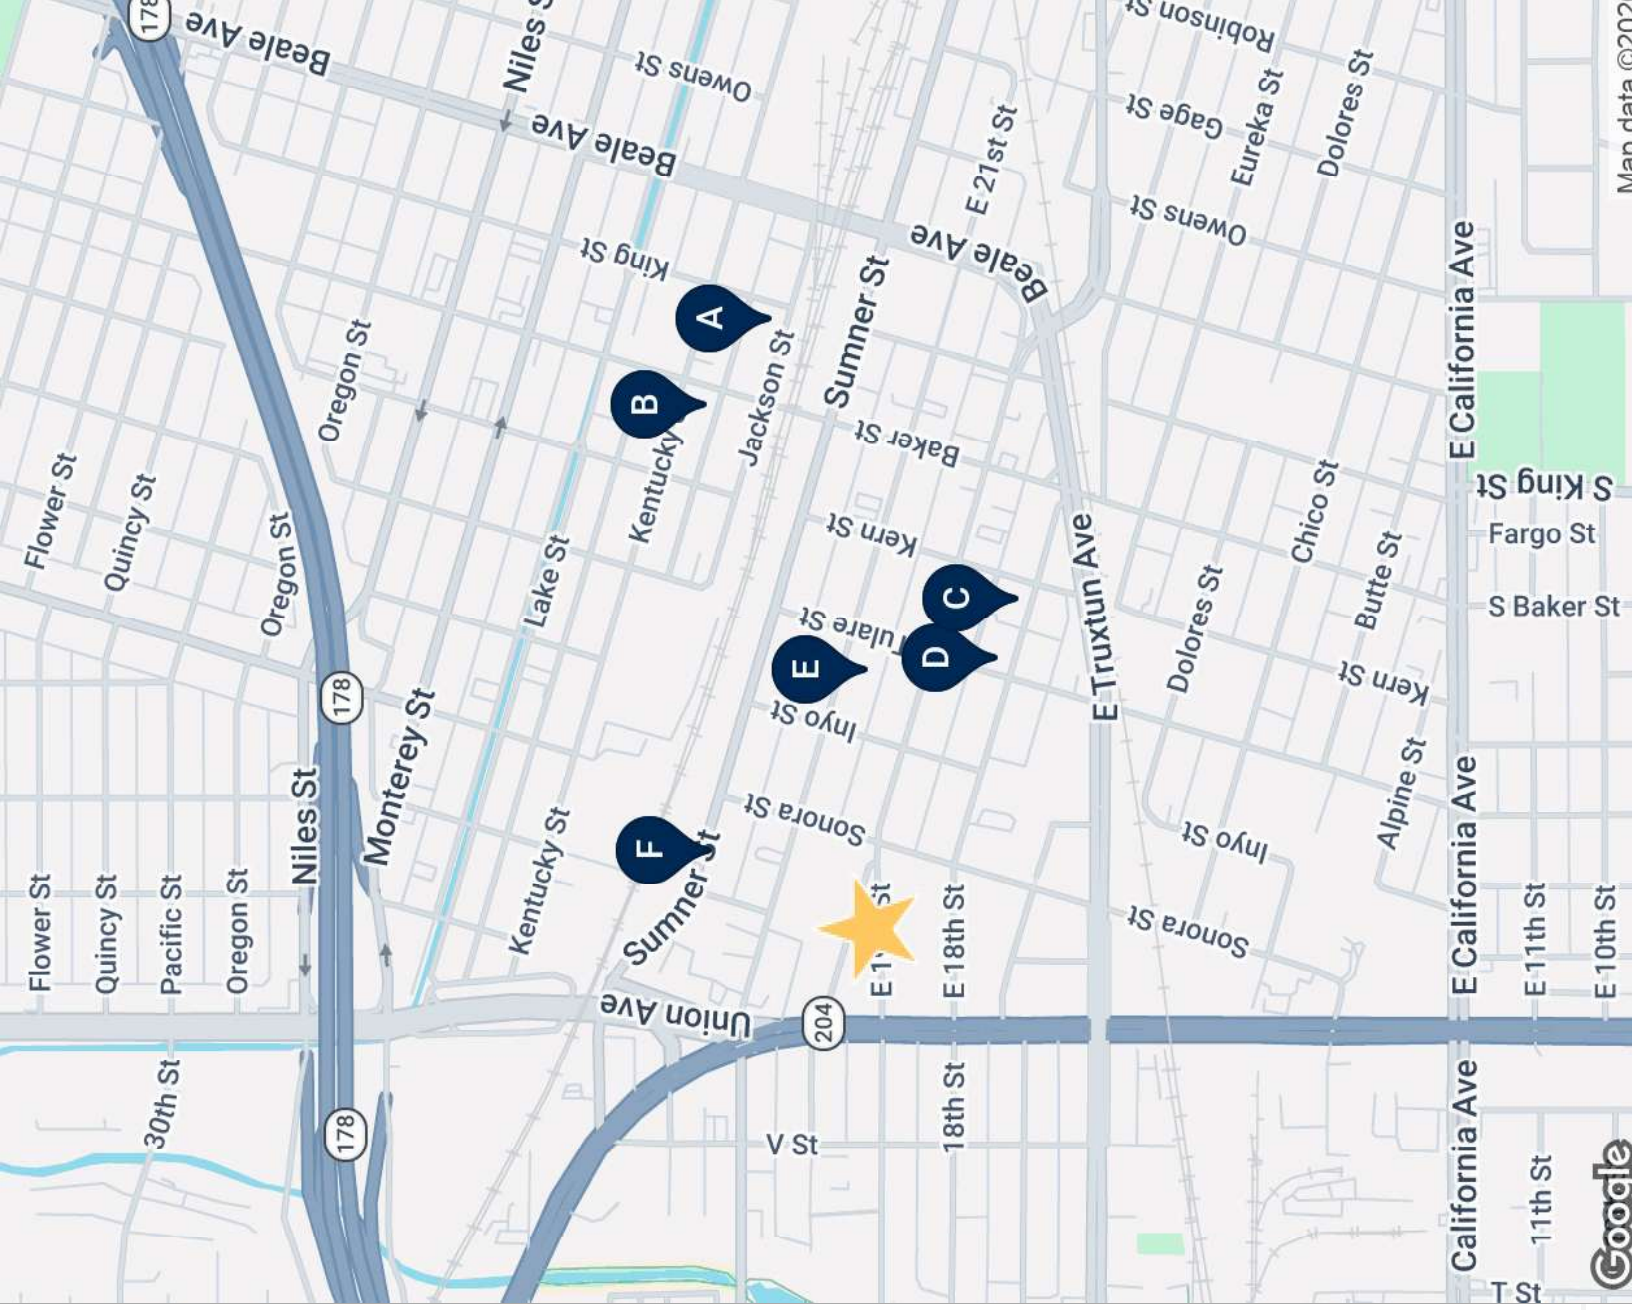 178
Beale Ave
Niles S
Owens St
Robinson St
Map data ©202
Beale Ave
E 21st St
Gage St
Eureka St
Dolores St
King St
Owens St
Beale Ave
A
Jackson St
Sumner St
E California Ave
Oregon St
B
Kentucky
Baker St
S King St
Flower St
Quincy St
Oregon St
Lake St
Kern St
C
E Truxtun Ave
Chico St
Butte St
Fargo St
S Baker St
Tulare St
D
E
Dolores St
Kern St
178
Monterey St
Inyo St
Niles St
Kentucky St
F
Sumner St
Sonora St
Inyo St
Alpine St
E California Ave
Flower St
Quincy St
Pacific St
Oregon St
Sumner St
E 18th St
Sonora St
E 11th St
E 10th St
Union Ave
204
30th St
178
V St
18th St
California Ave
11th St
T St
Google